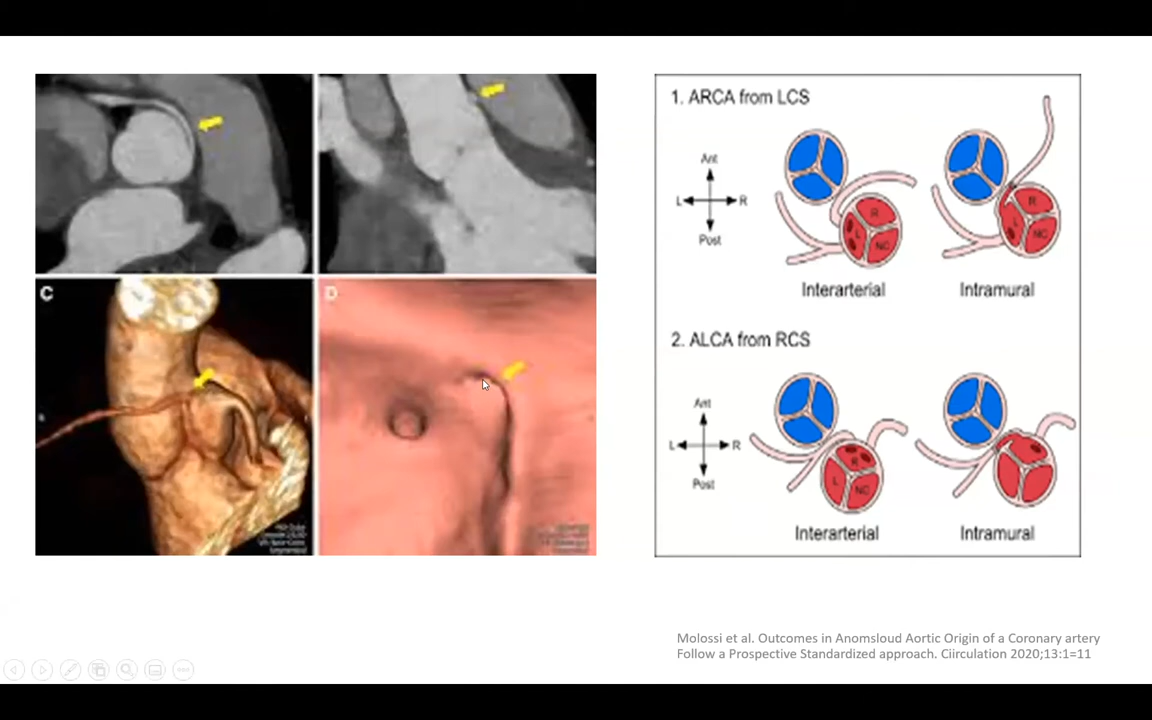 C
D
1. ARCA from LCS
Ant
L
R
Post
R
L
NC
R
L
NC
Interarterial
Intramural
2. ALCA from RCS
Ant
L
R
Post
R
L
NC
Interarterial
Intramural
Molossi et al. Outcomes in Anomsloud Aortic Origin of a Coronary artery
Follow a Prospective Standardized approach. Ciirculation 2020;13:1=11